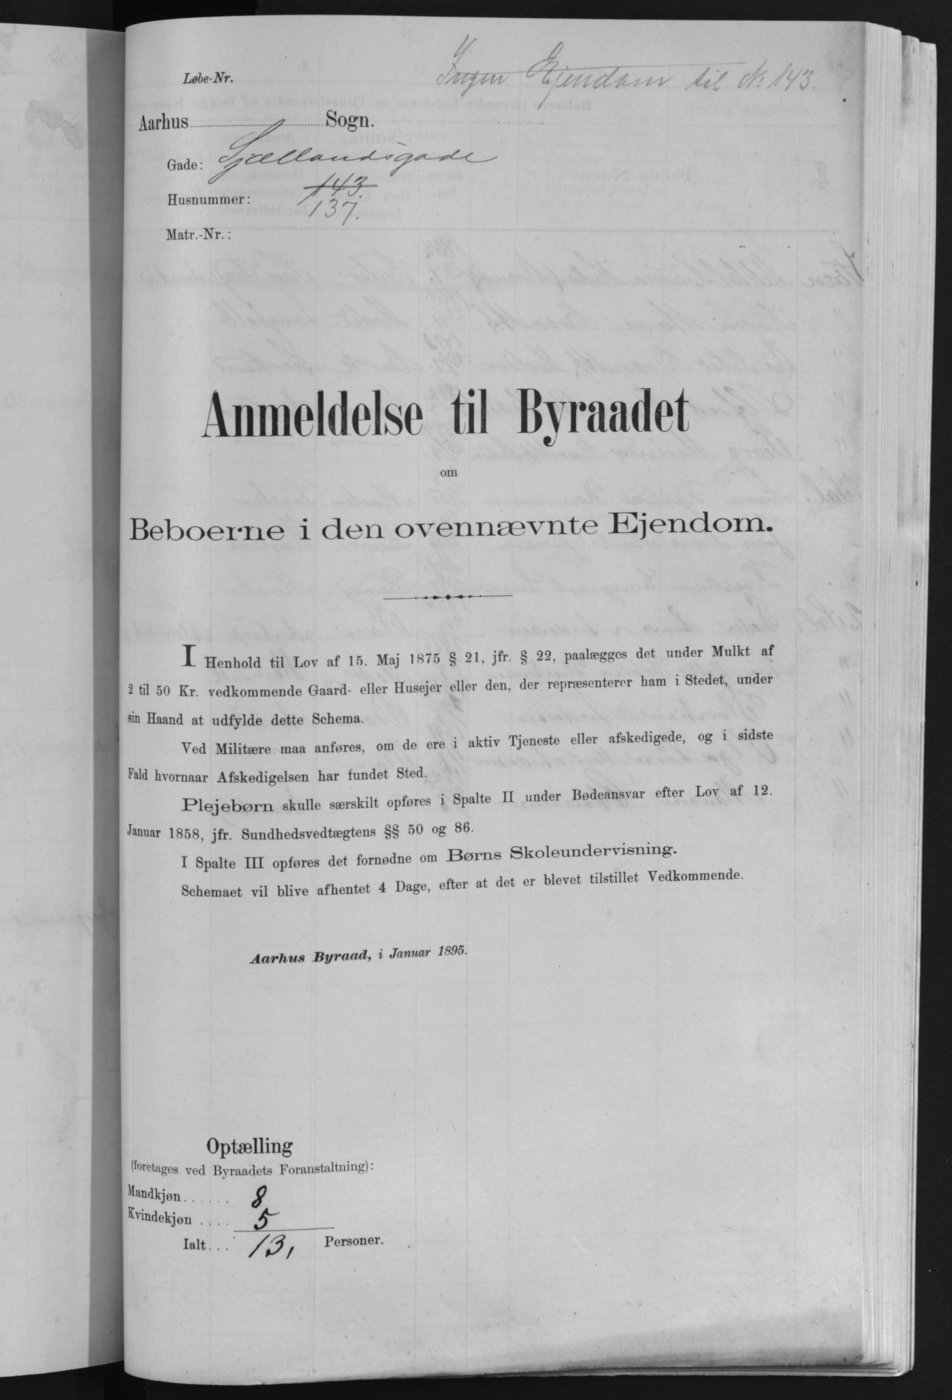 Løbe-Nr.
Ingen Ejendom til No 143.
Aarhus Sogn.
Gade: Sjællandsgade
Husnummer: 143.
137.
Matr.-Nr.:
Anmeldelse til Byraadet
om
Beboerne i den ovennævnte Ejendom.
I Henhold til Lov af 15. Maj 1875 § 21, jfr. § 22, paalægges det under Mulkt af
2 til 50 Kr. vedkommende Gaard- eller Husejer eller den, der repræsenterer ham i Stedet, under
sin Haand at udfylde dette Schema.
Ved Militære maa anføres, om de ere i aktiv Tjeneste eller afskedigede, og i sidste
Fald hvornaar Afskedigelsen har fundet Sted.
Plejebørn skulle særskilt opføres i Spalte II under Bødeansvar efter Lov af 12.
Januar 1858, jfr. Sundhedsvedtægtens §§ 50 og 86.
I Spalte III opføres det fornødne om Børns Skoleundervisning.
Schemaet vil blive afhentet 4 Dage, efter at det er blevet tilstillet Vedkommende.
Aarhus Byraad, i Januar 1895.
Optælling
(foretages ved Byraadets Foranstaltning):
Mandkjøn...... 8
Kvindekjøn .... 5
Ialt... 13, Personer.